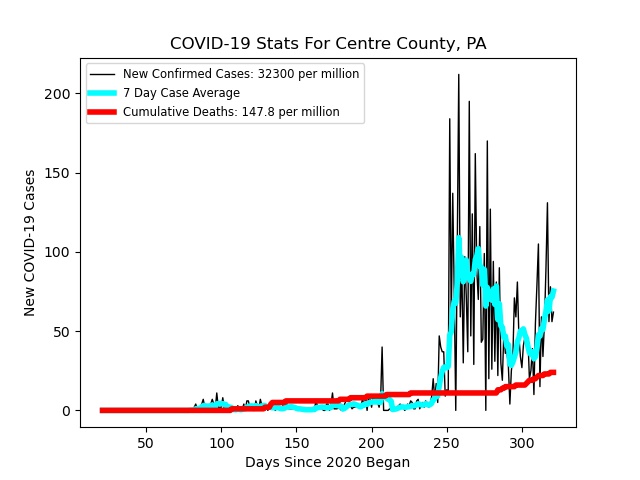 COVID-19 Stats For Centre County, PA
New Confirmed Cases: 32300 per million
7 Day Case Average
Cumulative Deaths: 147.8 per million
New COVID-19 Cases
200
150
100
50
0
50 100 150 200 250 300
Days Since 2020 Began